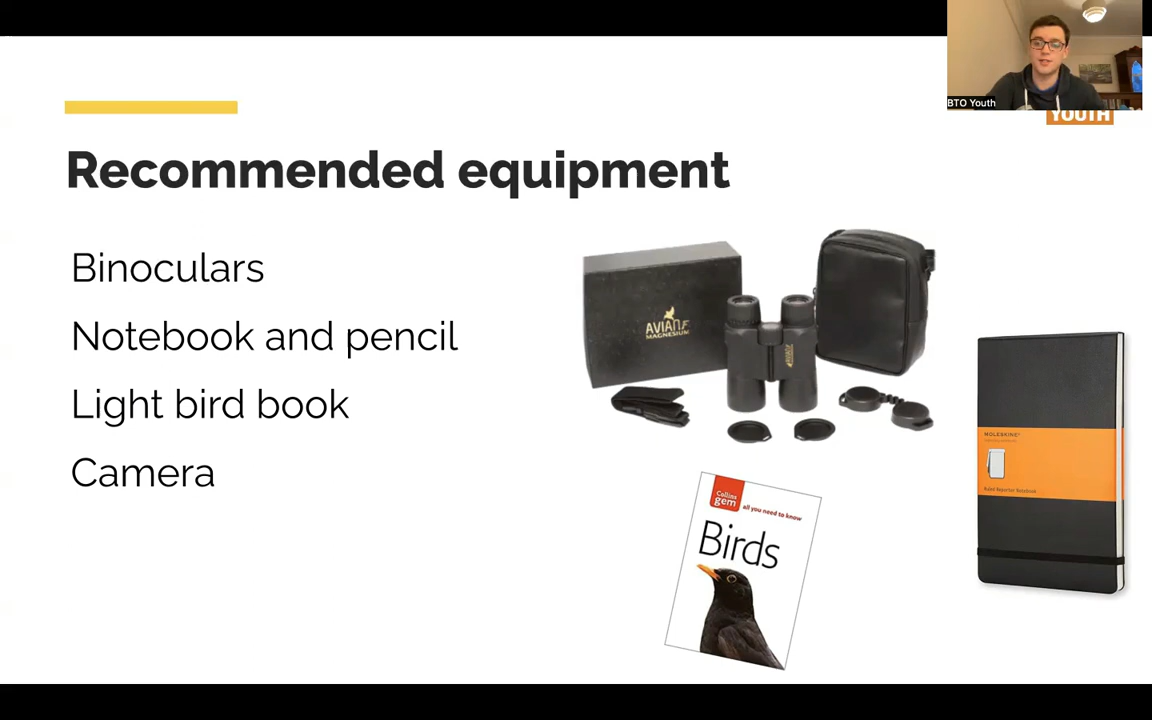 BTO Youth
YOUTH
Recommended equipment
Binoculars
Notebook and pencil
Light bird book
Camera
AVIAN
MAGNESIUM
MOLESKINE
Ruled Reporter Notebook
Collins
gem
all you need to know
Birds